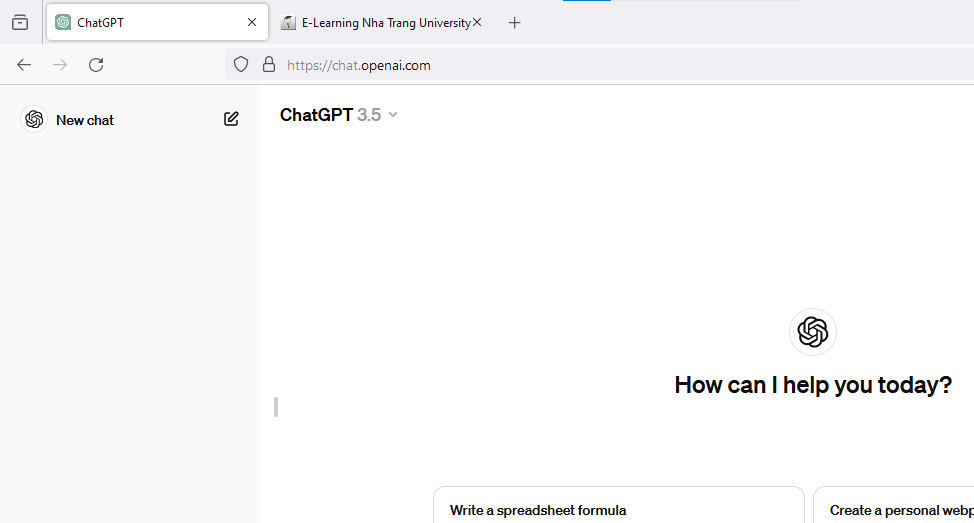 ChatGPT
E-Learning Nha Trang University
https://chat.openai.com
New chat
ChatGPT 3.5
How can I help you today?
Write a spreadsheet formula
Create a personal webp